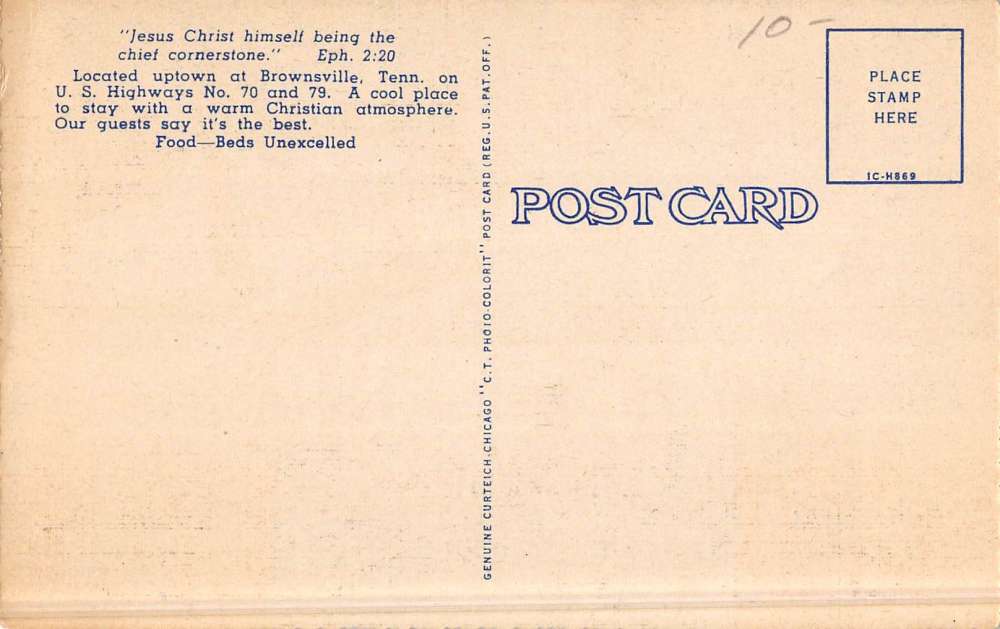 "Jesus Christ himself being the
chief cornerstone." Eph. 2:20
Located uptown at Brownsville, Tenn. on
U. S. Highways No. 70 and 79. A cool place
to stay with a warm Christian atmosphere.
Our guests say it's the best.
Food—Beds Unexcelled
GENUINE CURTEICH-CHICAGO "C.T. PHOTO-COLORIT" POST CARD (REG. U.S. PAT. OFF.)
10-
PLACE
STAMP
HERE
1C-H869
POST CARD